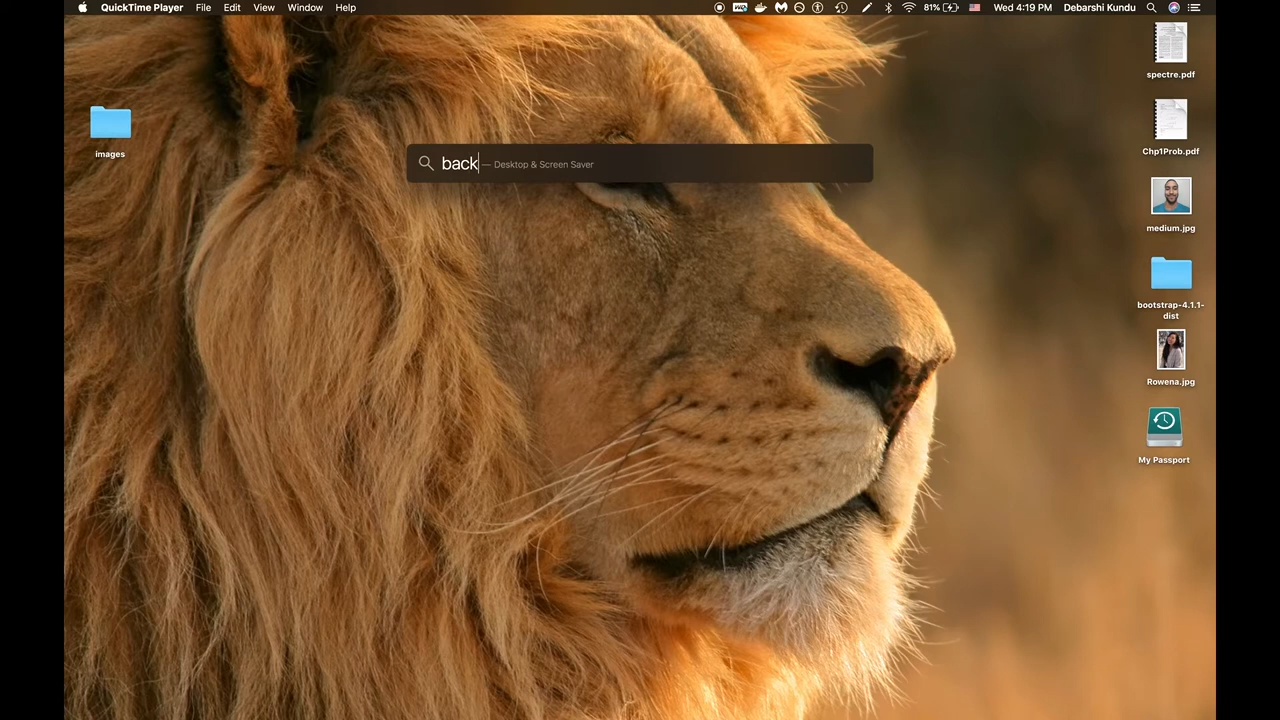 QuickTime Player File Edit View Window Help 81% Wed 4:19 PM Debarshi Kundu
images
back — Desktop & Screen Saver
spectre.pdf
Chp1Prob.pdf
medium.jpg
bootstrap-4.1.1-
dist
Rowena.jpg
My Passport